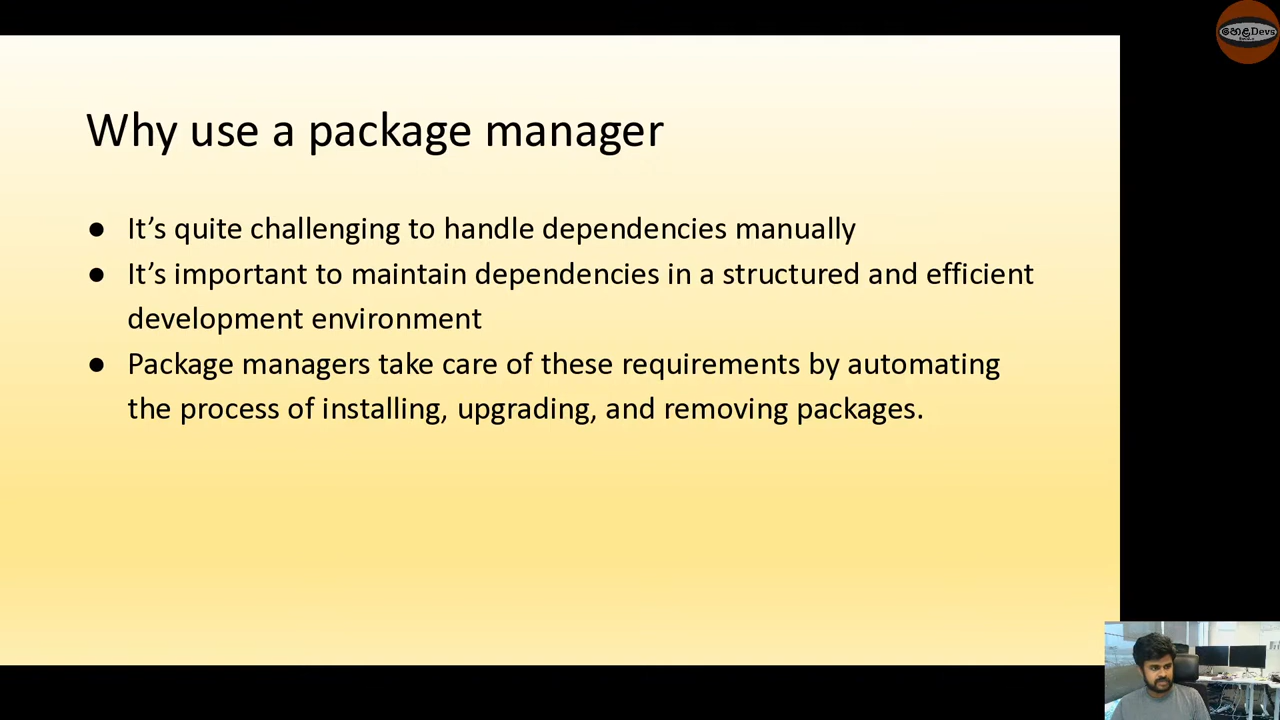 හෙළDevs
Why use a package manager
● It’s quite challenging to handle dependencies manually
● It’s important to maintain dependencies in a structured and efficient
development environment
● Package managers take care of these requirements by automating
the process of installing, upgrading, and removing packages.